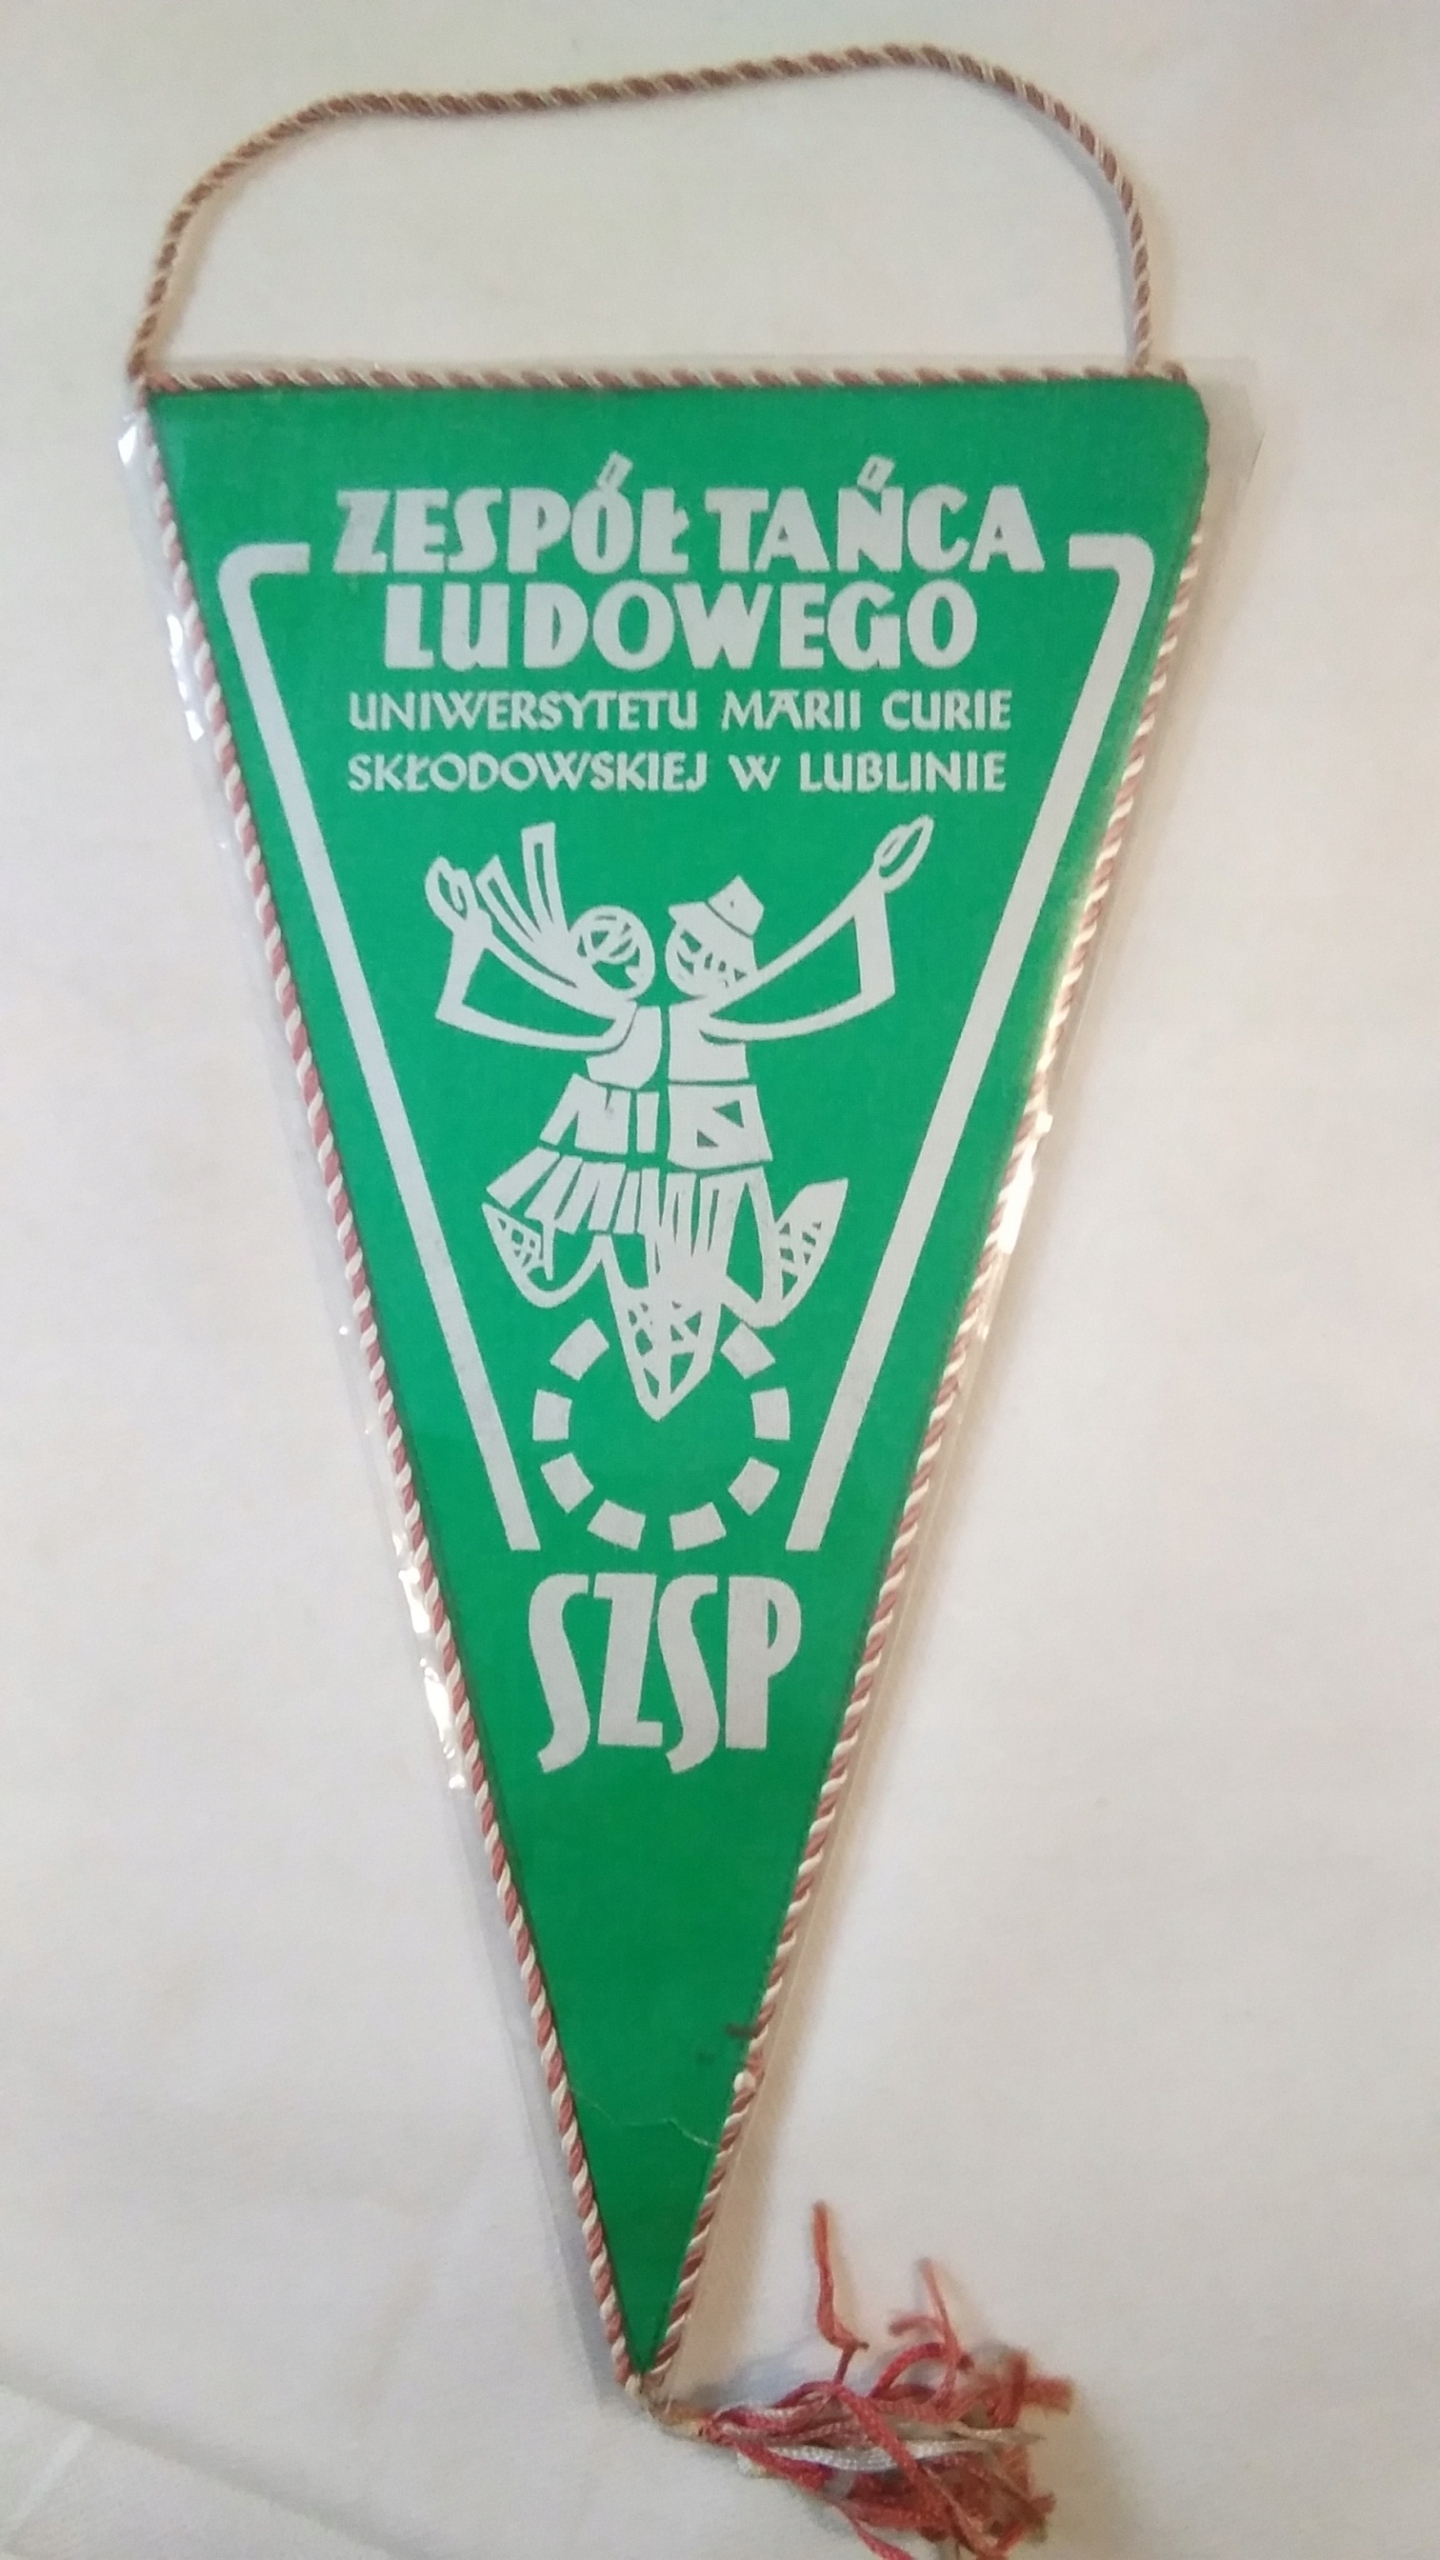 ZESPÓŁ TAŃCA
LUDOWEGO
UNIWERSYTETU MARII CURIE
SKŁODOWSKIEJ W LUBLINIE
SZSP